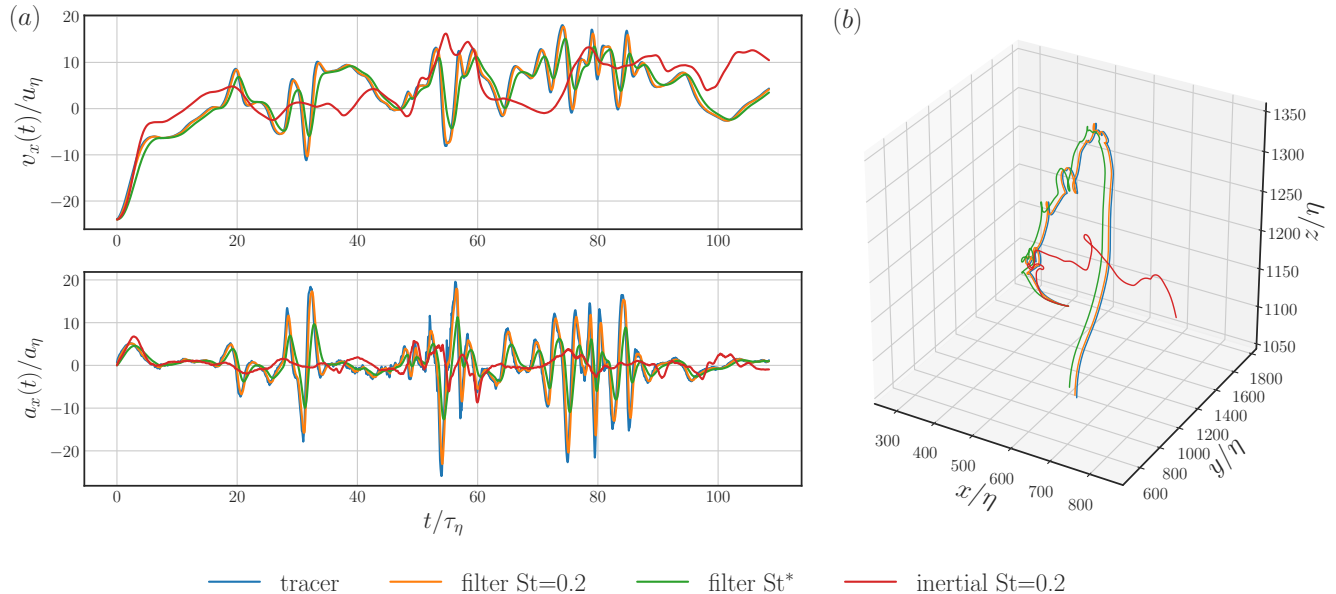 (a)
(b)
20
10
0
−10
−20
v_x(t)/u_η
0 20 40 60 80 100
20
10
0
−10
−20
a_x(t)/a_η
0 20 40 60 80 100
t/τ_η
1350
1300
1250
1200
1150
1100
1050
z/η
300 400 500 600 700 800
x/η
600 800 1000 1200 1400 1600 1800
y/η
tracer filter St=0.2 filter St* inertial St=0.2